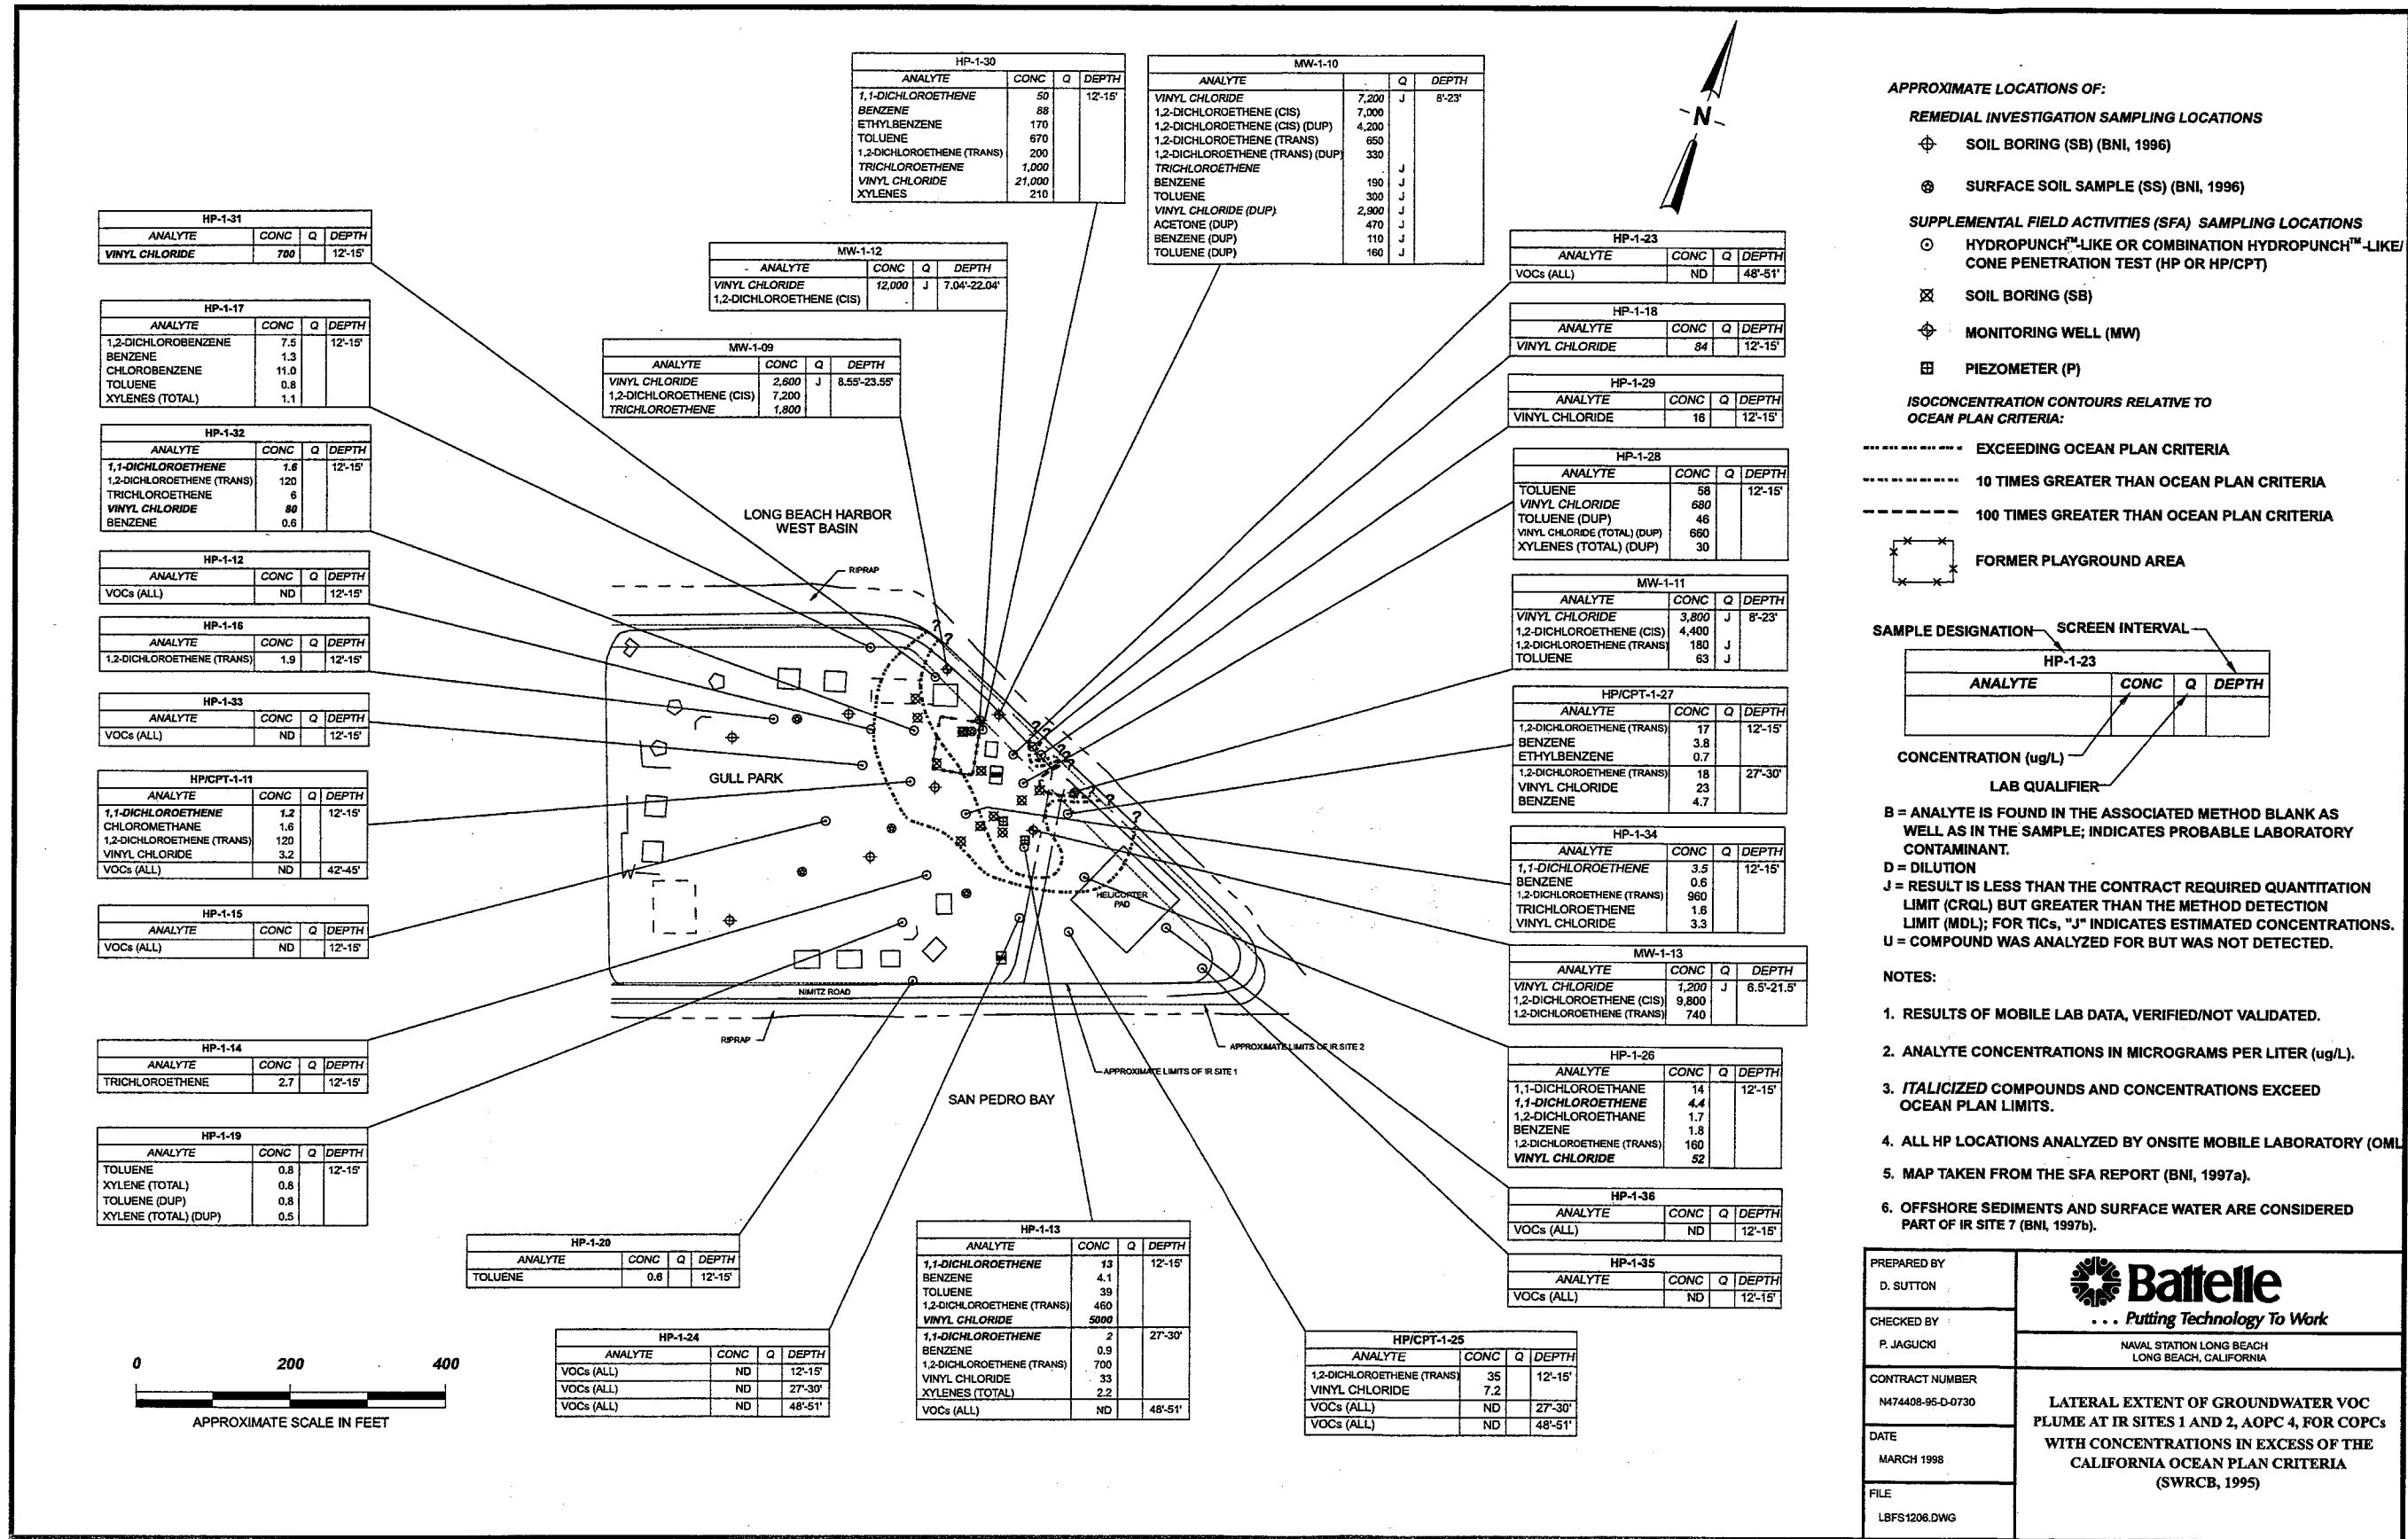 HP-1-30
ANALYTE CONC Q DEPTH
1,1-DICHLOROETHENE 50 12'-15'
BENZENE 88
ETHYLBENZENE 170
TOLUENE 670
1,2-DICHLOROETHENE (TRANS) 200
TRICHLOROETHENE 1,000
VINYL CHLORIDE 21,000
XYLENES 210
MW-1-10
ANALYTE Q DEPTH
VINYL CHLORIDE 7,200 J 8'-23'
1,2-DICHLOROETHENE (CIS) 7,000
1,2-DICHLOROETHENE (CIS) (DUP) 4,200
1,2-DICHLOROETHENE (TRANS) 650
1,2-DICHLOROETHENE (TRANS) (DUP) 330
TRICHLOROETHENE J
BENZENE 190 J
TOLUENE 300 J
VINYL CHLORIDE (DUP) 2,900 J
ACETONE (DUP) 470 J
BENZENE (DUP) 110 J
TOLUENE (DUP) 160 J
N
HP-1-31
ANALYTE CONC Q DEPTH
VINYL CHLORIDE 700 12'-15'
MW-1-12
ANALYTE CONC Q DEPTH
VINYL CHLORIDE 12,000 J 7.04'-22.04'
1,2-DICHLOROETHENE (CIS)
HP-1-17
ANALYTE CONC Q DEPTH
1,2-DICHLOROBENZENE 7.5 12'-15'
BENZENE 1.3
CHLOROBENZENE 11.0
TOLUENE 0.8
XYLENES (TOTAL) 1.1
MW-1-09
ANALYTE CONC Q DEPTH
VINYL CHLORIDE 2,600 J 8.55'-23.55'
1,2-DICHLOROETHENE (CIS) 7,200
TRICHLOROETHENE 1,800
HP-1-32
ANALYTE CONC Q DEPTH
1,1-DICHLOROETHENE 1.6 12'-15'
1,2-DICHLOROETHENE (TRANS) 120
TRICHLOROETHENE 6
VINYL CHLORIDE 80
BENZENE 0.6
HP-1-12
ANALYTE CONC Q DEPTH
VOCs (ALL) ND 12'-15'
HP-1-16
ANALYTE CONC Q DEPTH
1,2-DICHLOROETHENE (TRANS) 1.9 12'-15'
HP-1-33
ANALYTE CONC Q DEPTH
VOCs (ALL) ND 12'-15'
HP/CPT-1-11
ANALYTE CONC Q DEPTH
1,1-DICHLOROETHENE 1.2 12'-15'
CHLOROMETHANE 1.6
1,2-DICHLOROETHENE (TRANS) 120
VINYL CHLORIDE 3.2
VOCs (ALL) ND 42'-45'
HP-1-15
ANALYTE CONC Q DEPTH
VOCs (ALL) ND 12'-15'
HP-1-14
ANALYTE CONC Q DEPTH
TRICHLOROETHENE 2.7 12'-15'
HP-1-19
ANALYTE CONC Q DEPTH
TOLUENE 0.8 12'-15'
XYLENE (TOTAL) 0.8
TOLUENE (DUP) 0.8
XYLENE (TOTAL) (DUP) 0.5
LONG BEACH HARBOR
WEST BASIN
RIPRAP
?
?
?
?
?
?
?
?
?
GULL PARK
HELICOPTER
PAD
NIMITZ ROAD
RIPRAP
APPROXIMATE LIMITS OF IR SITE 2
APPROXIMATE LIMITS OF IR SITE 1
SAN PEDRO BAY
HP-1-23
ANALYTE CONC Q DEPTH
VOCs (ALL) ND 48'-51'
HP-1-18
ANALYTE CONC Q DEPTH
VINYL CHLORIDE 84 12'-15'
HP-1-29
ANALYTE CONC Q DEPTH
VINYL CHLORIDE 16 12'-15'
HP-1-28
ANALYTE CONC Q DEPTH
TOLUENE 58 12'-15'
VINYL CHLORIDE 680
TOLUENE (DUP) 46
VINYL CHLORIDE (TOTAL) (DUP) 660
XYLENES (TOTAL) (DUP) 30
MW-1-11
ANALYTE CONC Q DEPTH
VINYL CHLORIDE 3,800 J 8'-23'
1,2-DICHLOROETHENE (CIS) 4,400
1,2-DICHLOROETHENE (TRANS) 180 J
TOLUENE 63 J
HP/CPT-1-27
ANALYTE CONC Q DEPTH
1,2-DICHLOROETHENE (TRANS) 17 12'-15'
BENZENE 3.8
ETHYLBENZENE 0.7
1,2-DICHLOROETHENE (TRANS) 18 27'-30'
VINYL CHLORIDE 23
BENZENE 4.7
HP-1-34
ANALYTE CONC Q DEPTH
1,1-DICHLOROETHENE 3.5 12'-15'
BENZENE 0.6
1,2-DICHLOROETHENE (TRANS) 960
TRICHLOROETHENE 1.6
VINYL CHLORIDE 3.3
MW-1-13
ANALYTE CONC Q DEPTH
VINYL CHLORIDE 1,200 J 6.5'-21.5'
1,2-DICHLOROETHENE (CIS) 9,800
1,2-DICHLOROETHENE (TRANS) 740
HP-1-26
ANALYTE CONC Q DEPTH
1,1-DICHLOROETHANE 14 12'-15'
1,1-DICHLOROETHENE 4.4
1,2-DICHLOROETHANE 1.7
BENZENE 1.8
1,2-DICHLOROETHENE (TRANS) 160
VINYL CHLORIDE 52
HP-1-36
ANALYTE CONC Q DEPTH
VOCs (ALL) ND 12'-15'
HP-1-35
ANALYTE CONC Q DEPTH
VOCs (ALL) ND 12'-15'
HP-1-20
ANALYTE CONC Q DEPTH
TOLUENE 0.6 12'-15'
HP-1-24
ANALYTE CONC Q DEPTH
VOCs (ALL) ND 12'-15'
VOCs (ALL) ND 27'-30'
VOCs (ALL) ND 48'-51'
HP-1-13
ANALYTE CONC Q DEPTH
1,1-DICHLOROETHENE 13 12'-15'
BENZENE 4.1
TOLUENE 39
1,2-DICHLOROETHENE (TRANS) 460
VINYL CHLORIDE 5000
1,1-DICHLOROETHENE 2 27'-30'
BENZENE 0.9
1,2-DICHLOROETHENE (TRANS) 700
VINYL CHLORIDE 33
XYLENES (TOTAL) 2.2
VOCs (ALL) ND 48'-51'
HP/CPT-1-25
ANALYTE CONC Q DEPTH
1,2-DICHLOROETHENE (TRANS) 35 12'-15'
VINYL CHLORIDE 7.2
VOCs (ALL) ND 27'-30'
VOCs (ALL) ND 48'-51'
0 200 400
APPROXIMATE SCALE IN FEET
APPROXIMATE LOCATIONS OF:
REMEDIAL INVESTIGATION SAMPLING LOCATIONS
SOIL BORING (SB) (BNI, 1996)
SURFACE SOIL SAMPLE (SS) (BNI, 1996)
SUPPLEMENTAL FIELD ACTIVITIES (SFA) SAMPLING LOCATIONS
HYDROPUNCH™-LIKE OR COMBINATION HYDROPUNCH™-LIKE/
CONE PENETRATION TEST (HP OR HP/CPT)
SOIL BORING (SB)
MONITORING WELL (MW)
PIEZOMETER (P)
ISOCONCENTRATION CONTOURS RELATIVE TO
OCEAN PLAN CRITERIA:
EXCEEDING OCEAN PLAN CRITERIA
10 TIMES GREATER THAN OCEAN PLAN CRITERIA
100 TIMES GREATER THAN OCEAN PLAN CRITERIA
FORMER PLAYGROUND AREA
SAMPLE DESIGNATION SCREEN INTERVAL
HP-1-23
ANALYTE CONC Q DEPTH
CONCENTRATION (ug/L)
LAB QUALIFIER
B = ANALYTE IS FOUND IN THE ASSOCIATED METHOD BLANK AS
WELL AS IN THE SAMPLE; INDICATES PROBABLE LABORATORY
CONTAMINANT.
D = DILUTION
J = RESULT IS LESS THAN THE CONTRACT REQUIRED QUANTITATION
LIMIT (CRQL) BUT GREATER THAN THE METHOD DETECTION
LIMIT (MDL); FOR TICs, "J" INDICATES ESTIMATED CONCENTRATIONS.
U = COMPOUND WAS ANALYZED FOR BUT WAS NOT DETECTED.
NOTES:
1. RESULTS OF MOBILE LAB DATA, VERIFIED/NOT VALIDATED.
2. ANALYTE CONCENTRATIONS IN MICROGRAMS PER LITER (ug/L).
3. ITALICIZED COMPOUNDS AND CONCENTRATIONS EXCEED
OCEAN PLAN LIMITS.
4. ALL HP LOCATIONS ANALYZED BY ONSITE MOBILE LABORATORY (OML
5. MAP TAKEN FROM THE SFA REPORT (BNI, 1997a).
6. OFFSHORE SEDIMENTS AND SURFACE WATER ARE CONSIDERED
PART OF IR SITE 7 (BNI, 1997b).
PREPARED BY
D. SUTTON
CHECKED BY
P. JAGUCKI
CONTRACT NUMBER
N474408-95-D-0730
DATE
MARCH 1998
FILE
LBFS1206.DWG
Battelle
. . . Putting Technology To Work
NAVAL STATION LONG BEACH
LONG BEACH, CALIFORNIA
LATERAL EXTENT OF GROUNDWATER VOC
PLUME AT IR SITES 1 AND 2, AOPC 4, FOR COPCs
WITH CONCENTRATIONS IN EXCESS OF THE
CALIFORNIA OCEAN PLAN CRITERIA
(SWRCB, 1995)